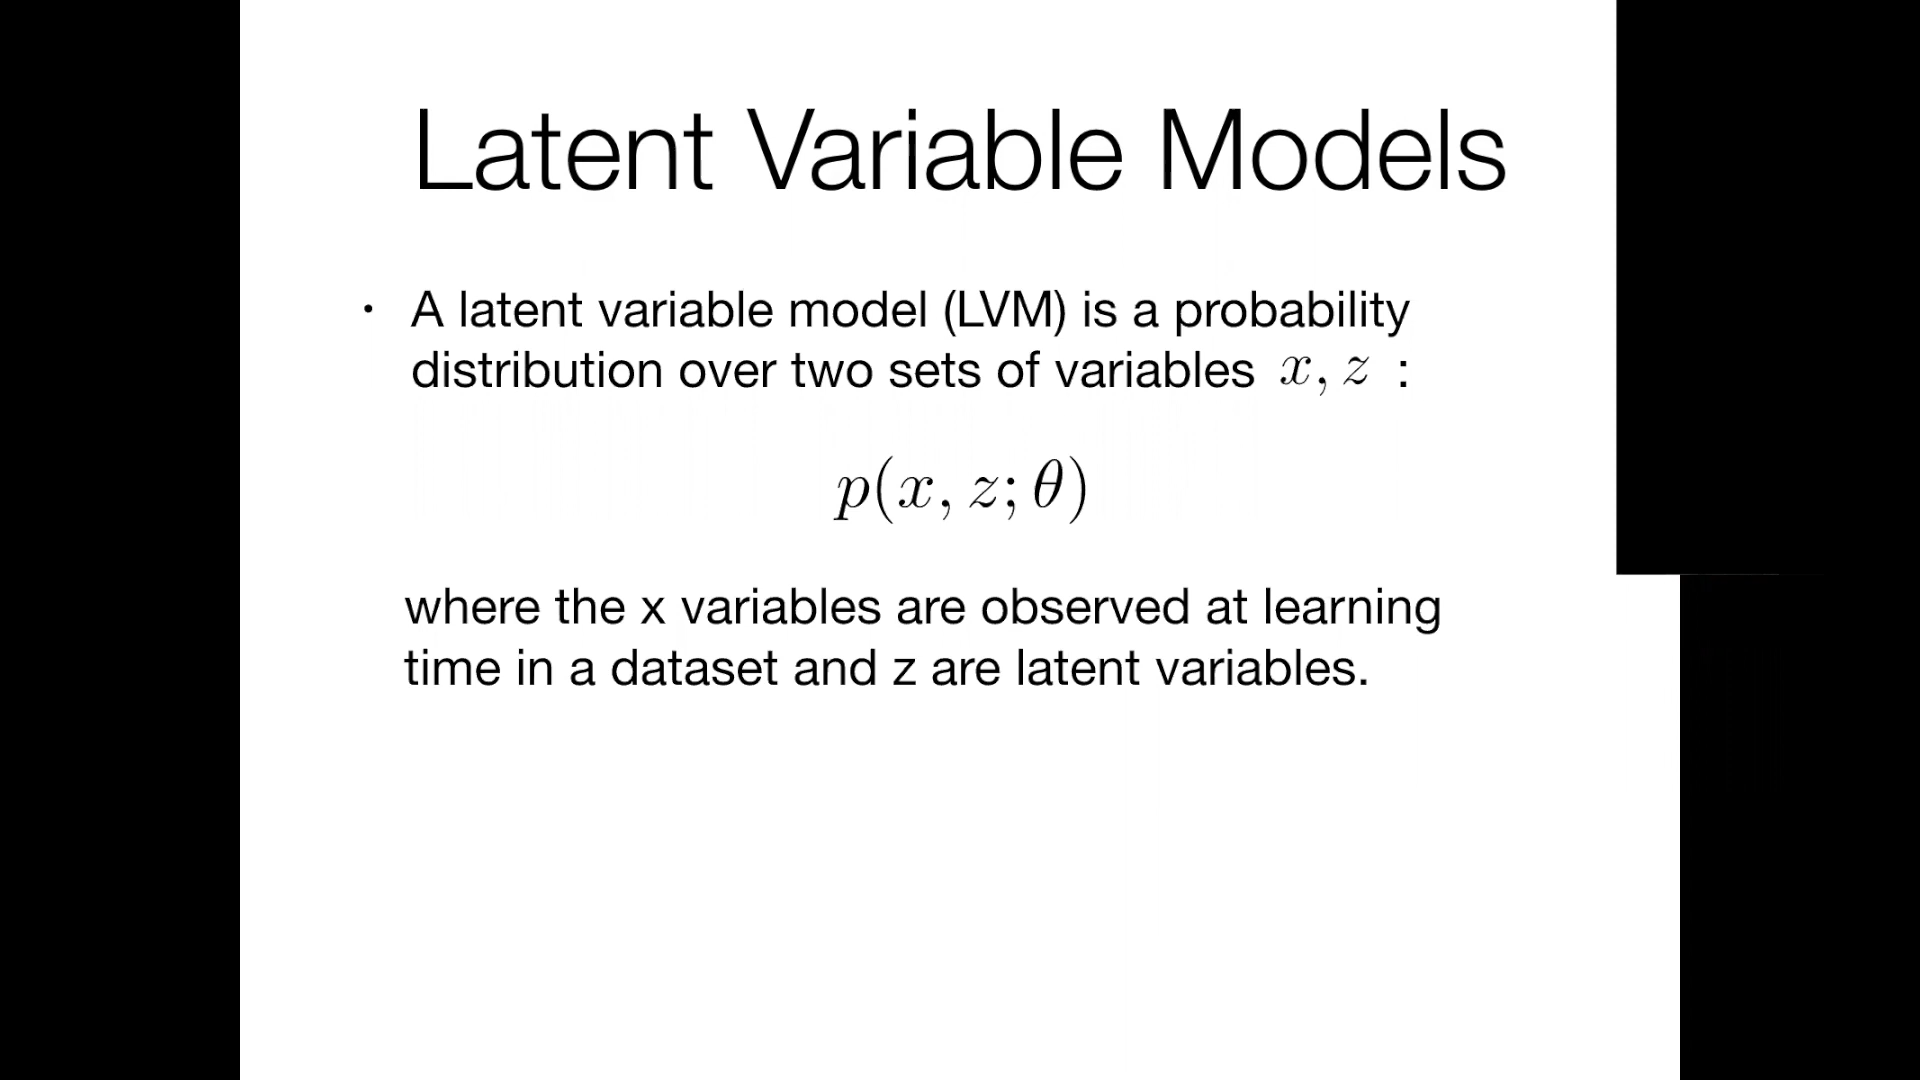 Latent Variable Models
• A latent variable model (LVM) is a probability
distribution over two sets of variables x, z :
p(x, z; θ)
where the x variables are observed at learning
time in a dataset and z are latent variables.